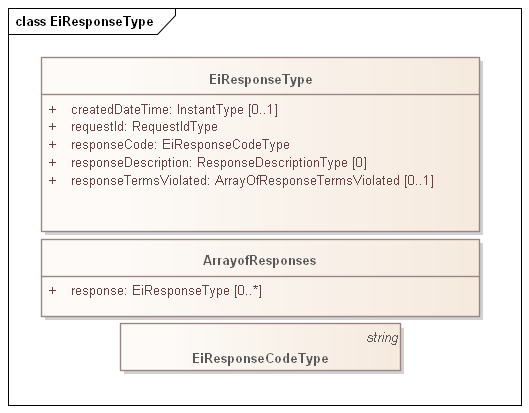 class EiResponseType
EiResponseType
+ createdDateTime: InstantType [0..1]
+ requestId: RequestIdType
+ responseCode: EiResponseCodeType
+ responseDescription: ResponseDescriptionType [0]
+ responseTermsViolated: ArrayOfResponseTermsViolated [0..1]
ArrayofResponses
+ response: EiResponseType [0..*]
string
EiResponseCodeType